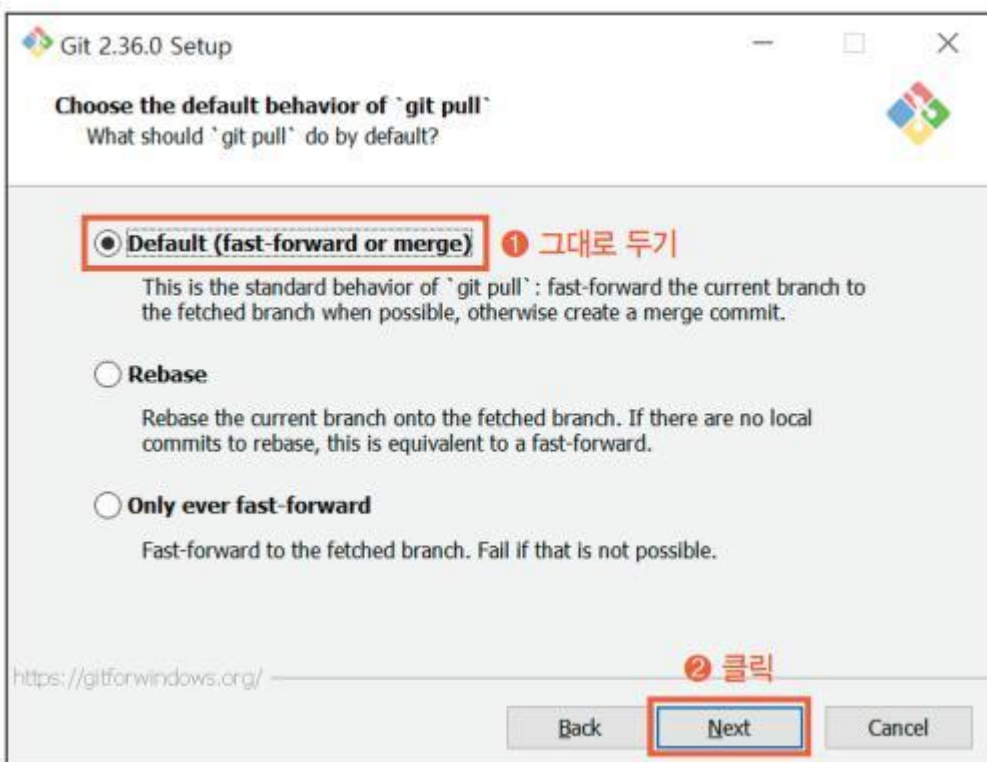 Git 2.36.0 Setup
Choose the default behavior of `git pull`
What should `git pull` do by default?
Default (fast-forward or merge) ❶ 그대로 두기
This is the standard behavior of `git pull`: fast-forward the current branch to
the fetched branch when possible, otherwise create a merge commit.
Rebase
Rebase the current branch onto the fetched branch. If there are no local
commits to rebase, this is equivalent to a fast-forward.
Only ever fast-forward
Fast-forward to the fetched branch. Fail if that is not possible.
https://gitforwindows.org/
❷ 클릭
Back Next Cancel